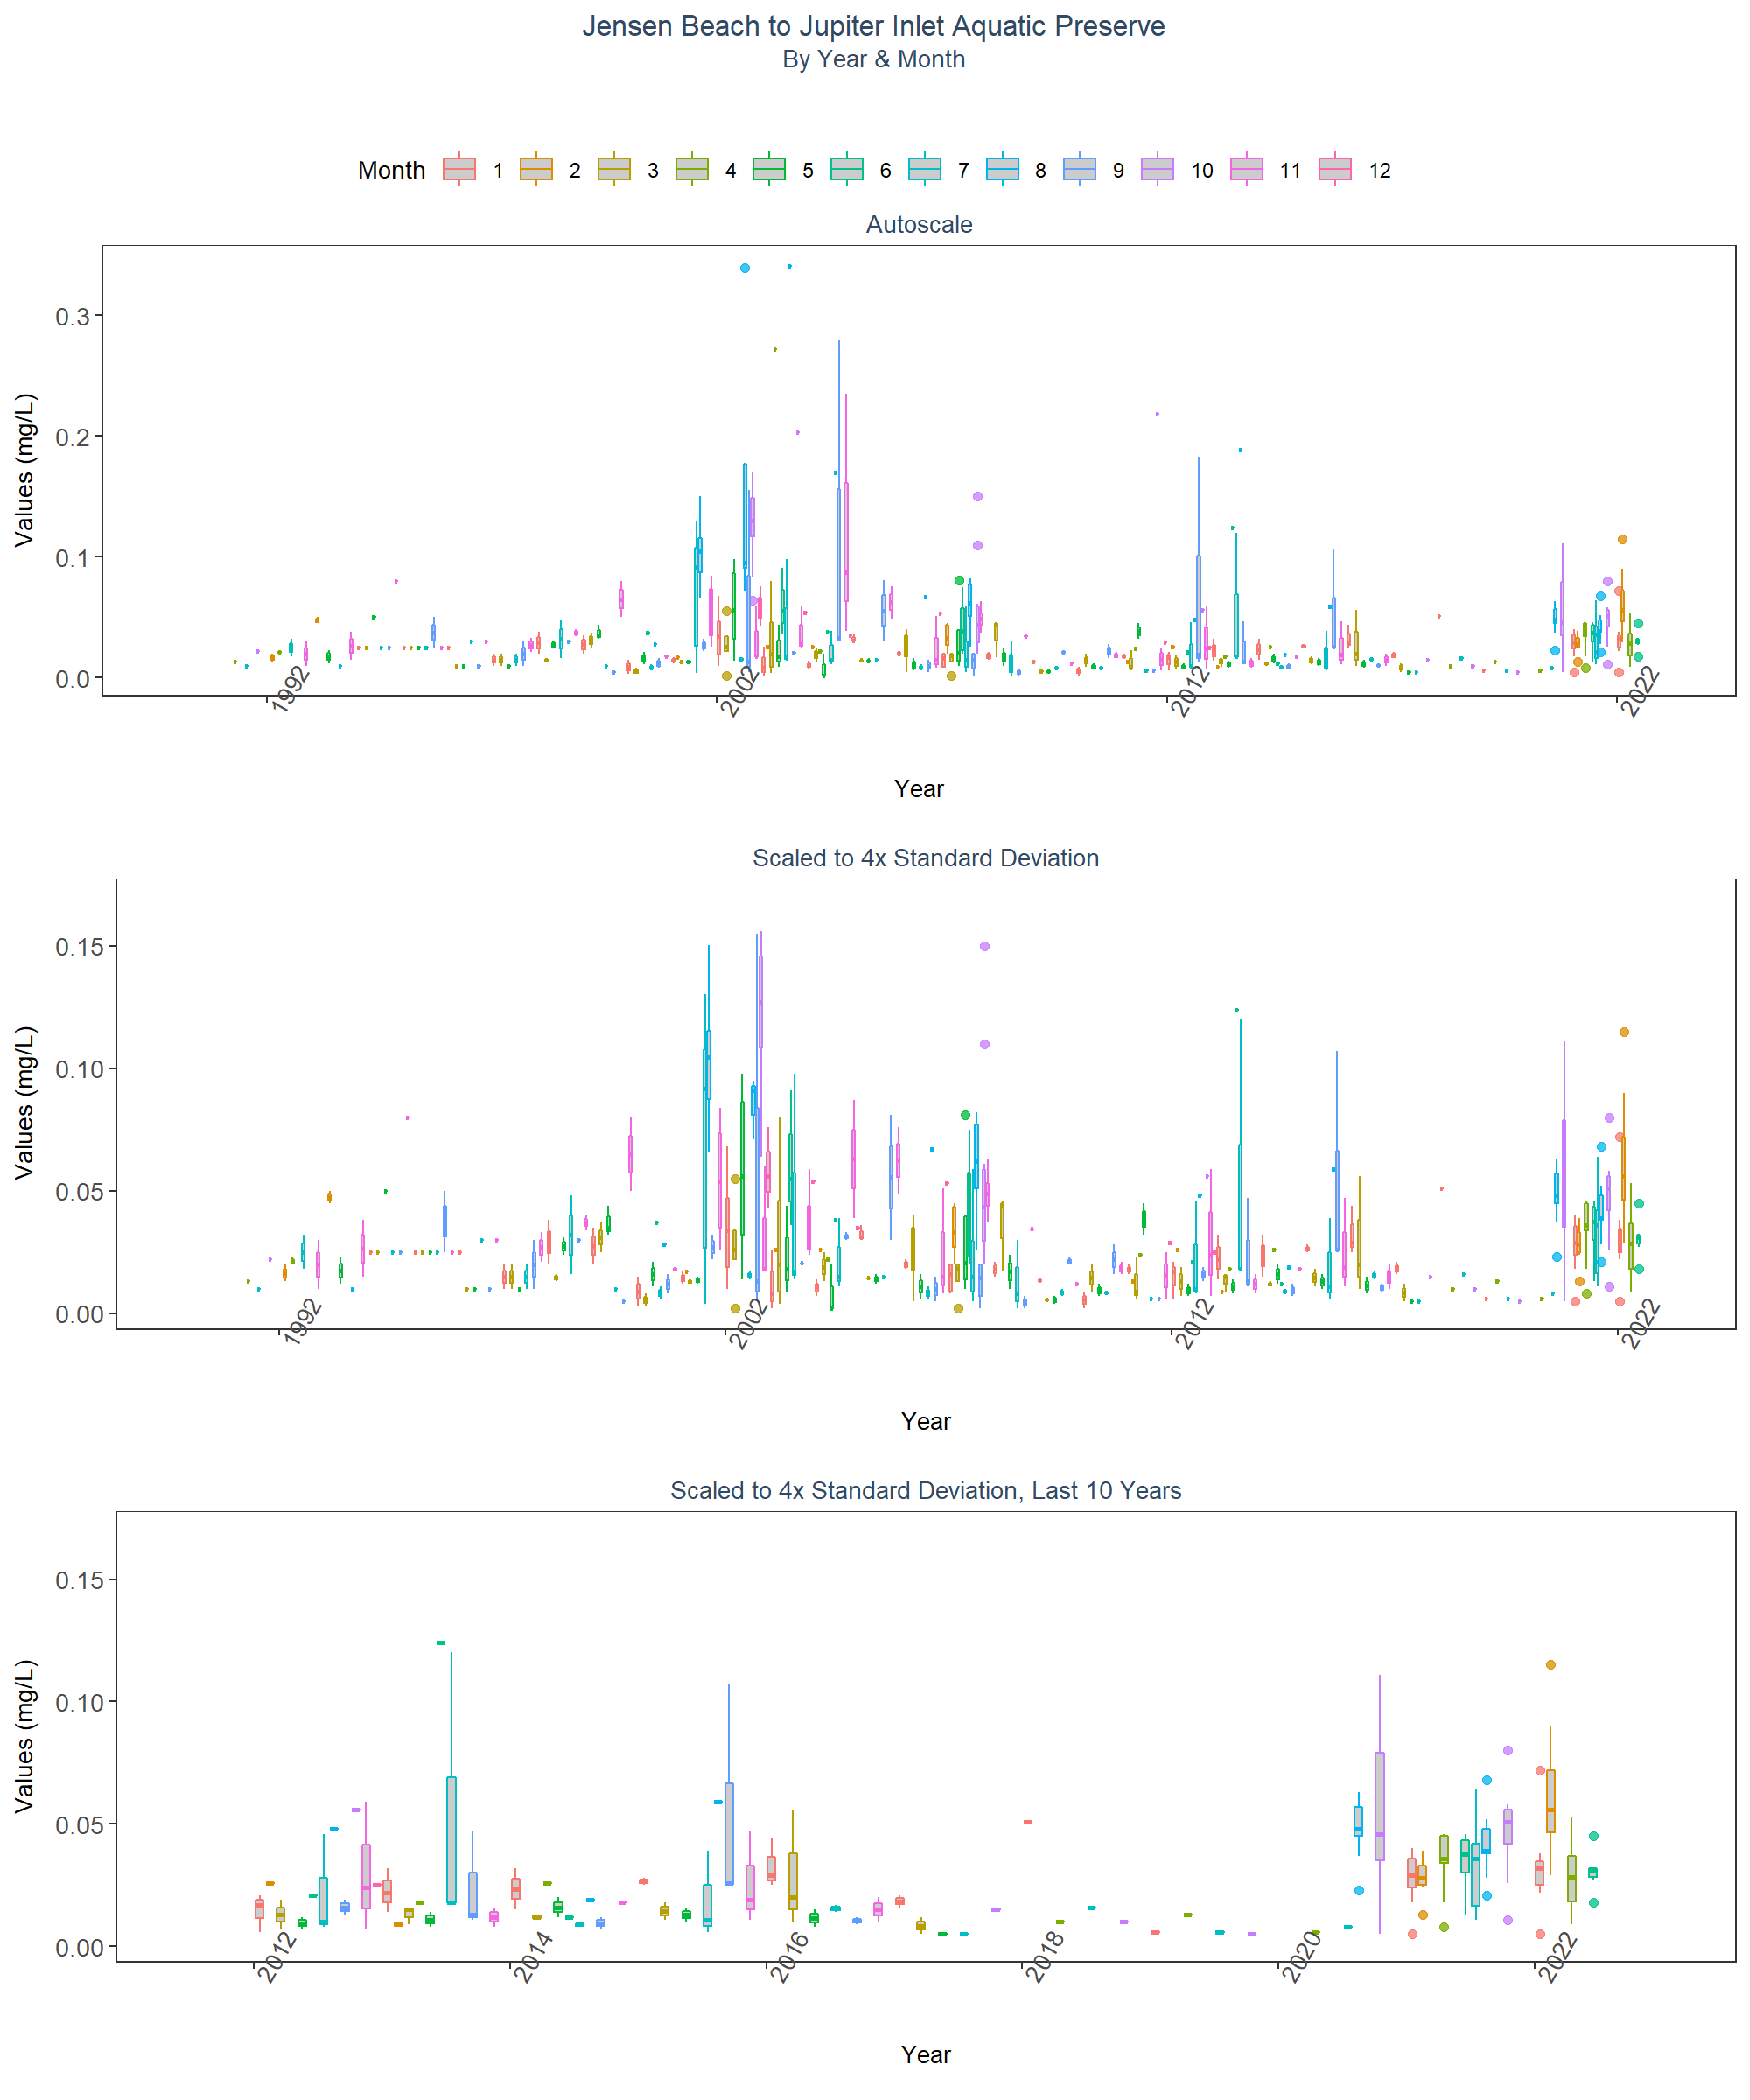 Jensen Beach to Jupiter Inlet Aquatic Preserve
By Year & Month
Month 1 2 3 4 5 6 7 8 9 10 11 12
Autoscale
Values (mg/L)
0.3
0.2
0.1
0.0
1992 2002 2012 2022
Year
Scaled to 4x Standard Deviation
Values (mg/L)
0.15
0.10
0.05
0.00
1992 2002 2012 2022
Year
Scaled to 4x Standard Deviation, Last 10 Years
Values (mg/L)
0.15
0.10
0.05
0.00
2012 2014 2016 2018 2020 2022
Year